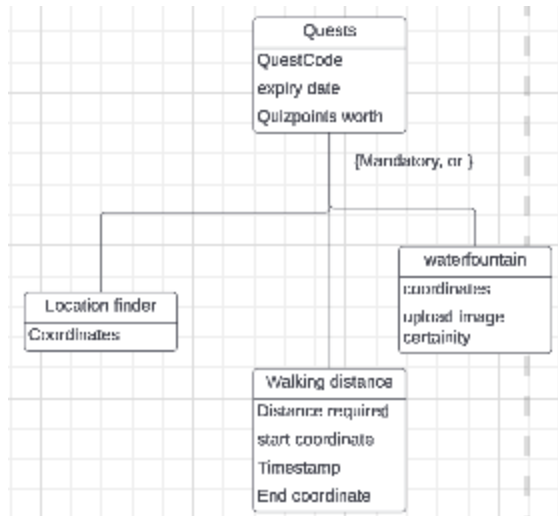 Quests
QuestCode
expiry date
Quizpoints worth
{Mandatory, or }
waterfountain
coordinates
upload image
certainity
Location finder
Coordinates
Walking distance
Distance required
start coordinate
Timestamp
End coordinate